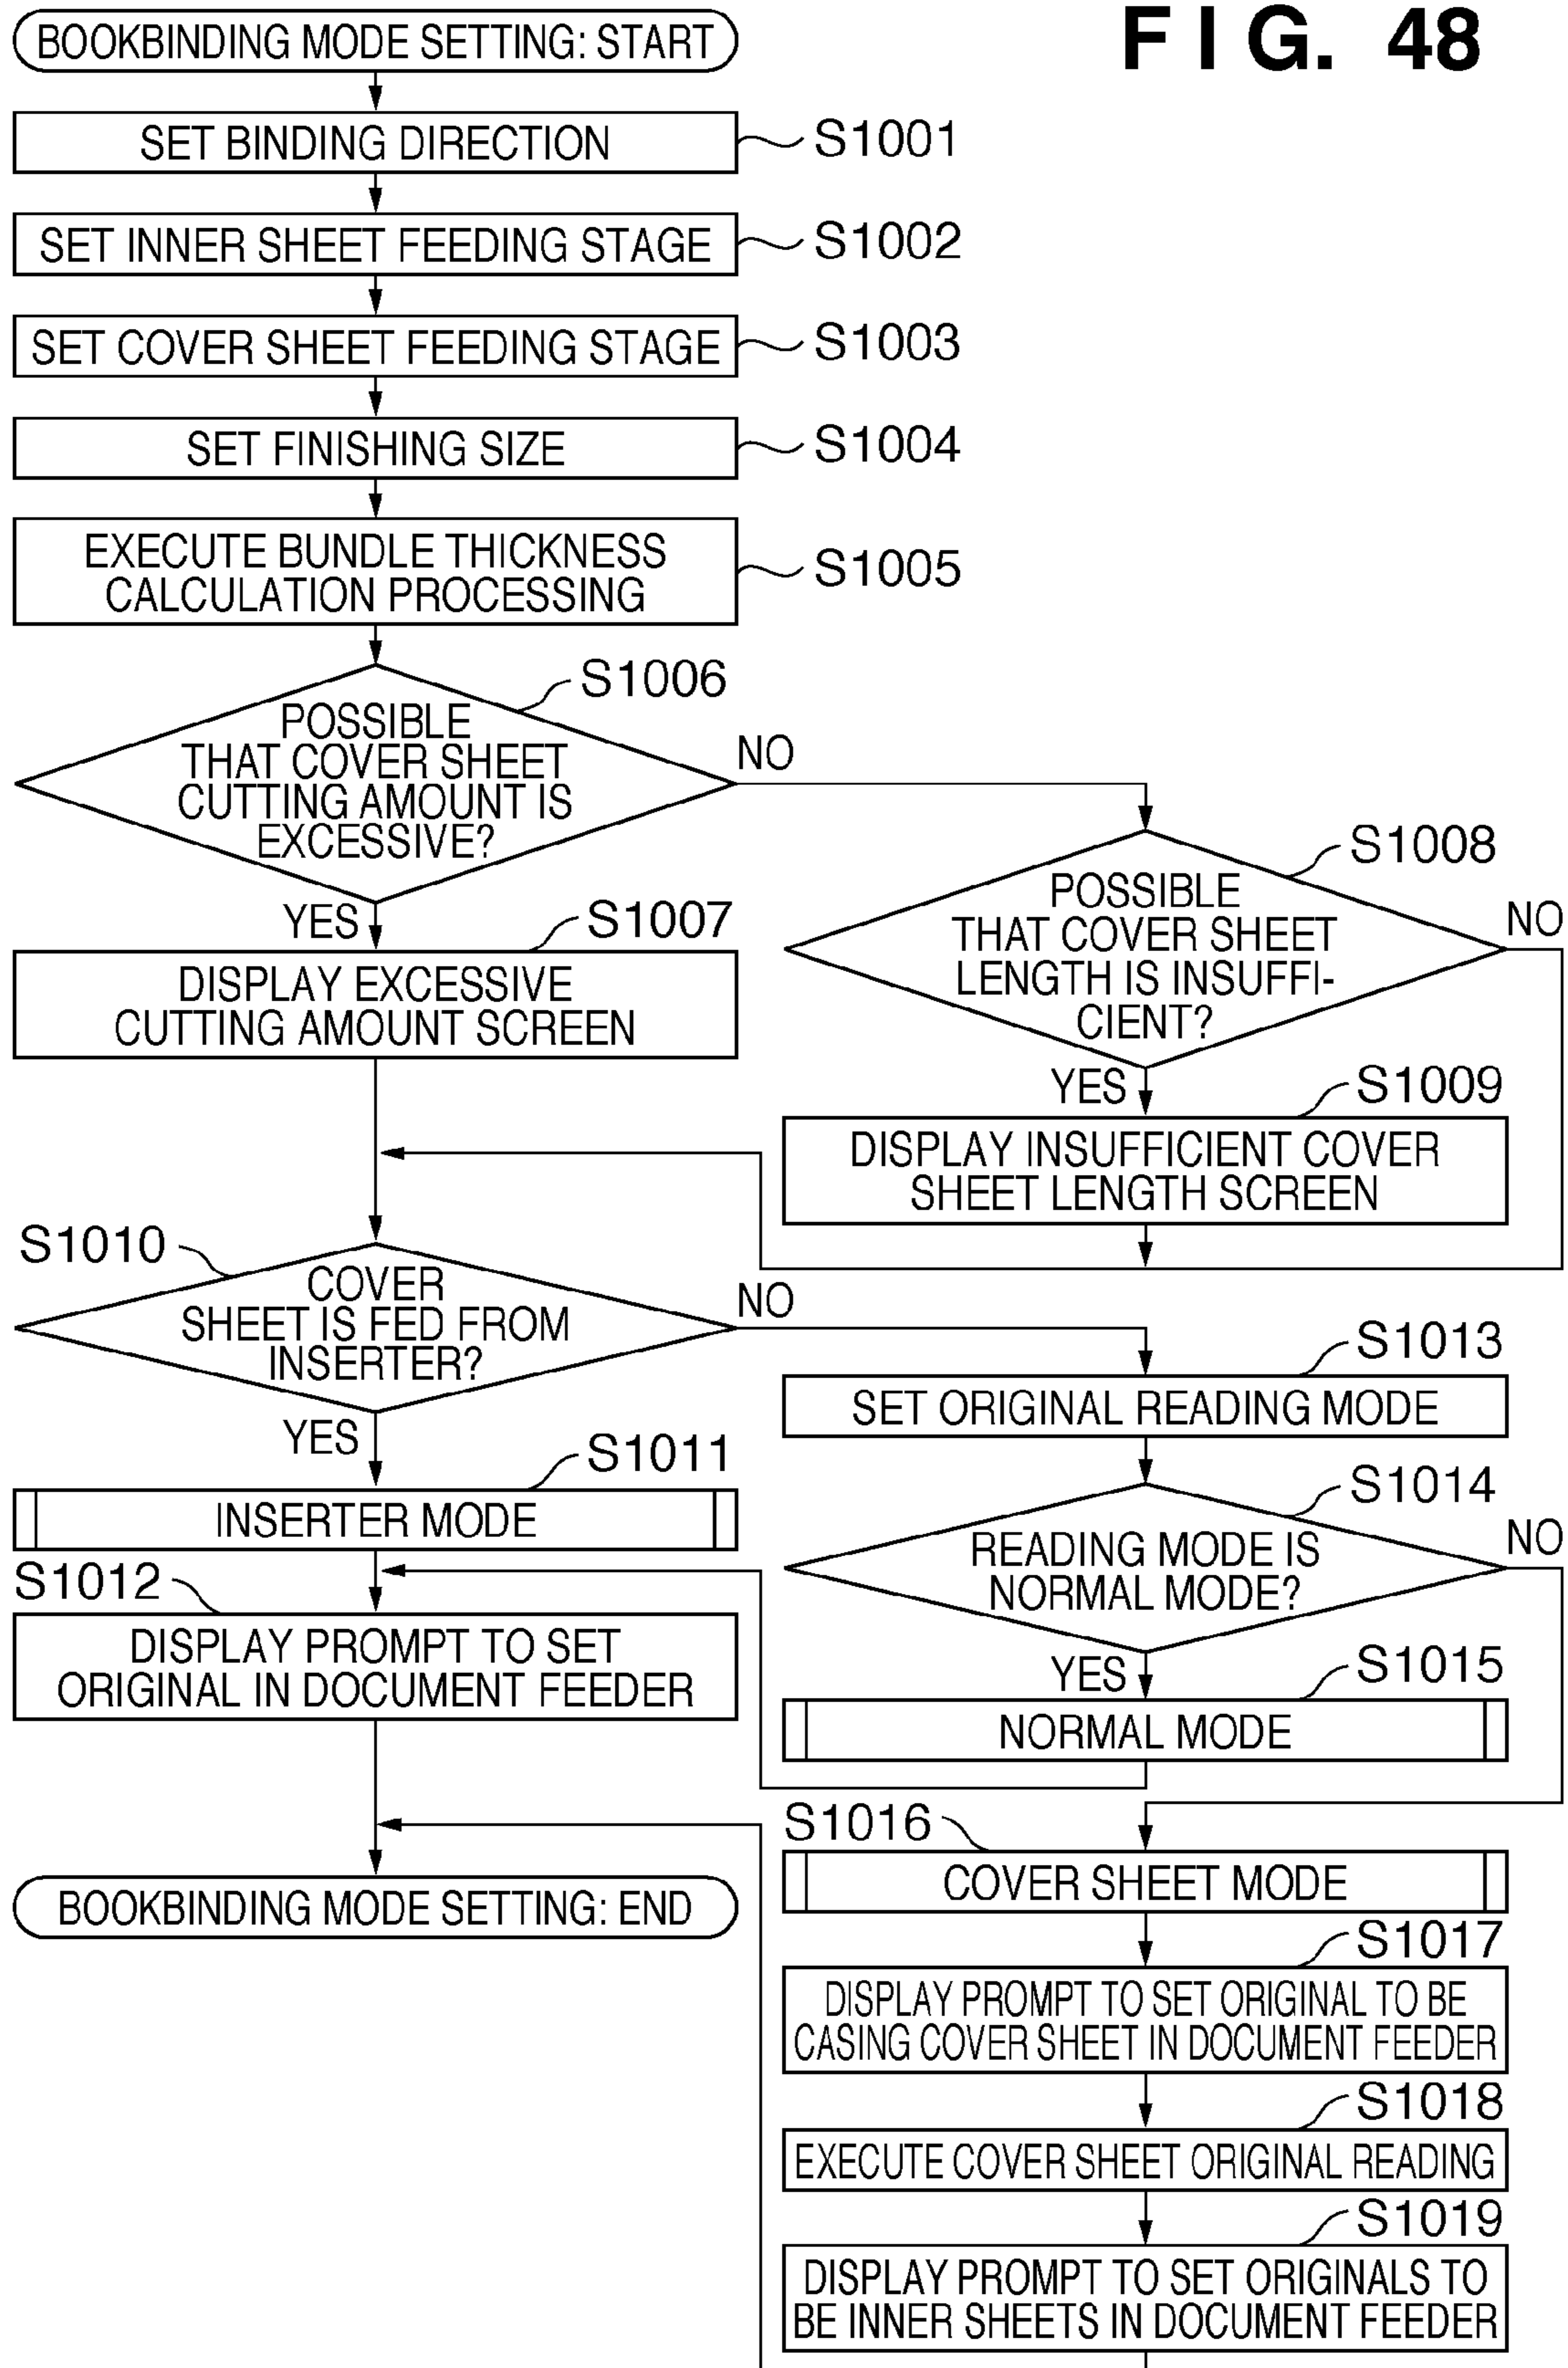 FIG. 48
BOOKBINDING MODE SETTING: START
SET BINDING DIRECTION
S1001
SET INNER SHEET FEEDING STAGE
S1002
SET COVER SHEET FEEDING STAGE
S1003
SET FINISHING SIZE
S1004
EXECUTE BUNDLE THICKNESS
CALCULATION PROCESSING
S1005
S1006
POSSIBLE
THAT COVER SHEET
CUTTING AMOUNT IS
EXCESSIVE?
NO
YES
S1007
DISPLAY EXCESSIVE
CUTTING AMOUNT SCREEN
S1008
POSSIBLE
THAT COVER SHEET
LENGTH IS INSUFFI-
CIENT?
NO
YES
S1009
DISPLAY INSUFFICIENT COVER
SHEET LENGTH SCREEN
S1010
COVER
SHEET IS FED FROM
INSERTER?
NO
YES
S1011
INSERTER MODE
S1012
DISPLAY PROMPT TO SET
ORIGINAL IN DOCUMENT FEEDER
BOOKBINDING MODE SETTING: END
S1013
SET ORIGINAL READING MODE
S1014
READING MODE IS
NORMAL MODE?
NO
YES
S1015
NORMAL MODE
S1016
COVER SHEET MODE
S1017
DISPLAY PROMPT TO SET ORIGINAL TO BE
CASING COVER SHEET IN DOCUMENT FEEDER
S1018
EXECUTE COVER SHEET ORIGINAL READING
S1019
DISPLAY PROMPT TO SET ORIGINALS TO
BE INNER SHEETS IN DOCUMENT FEEDER